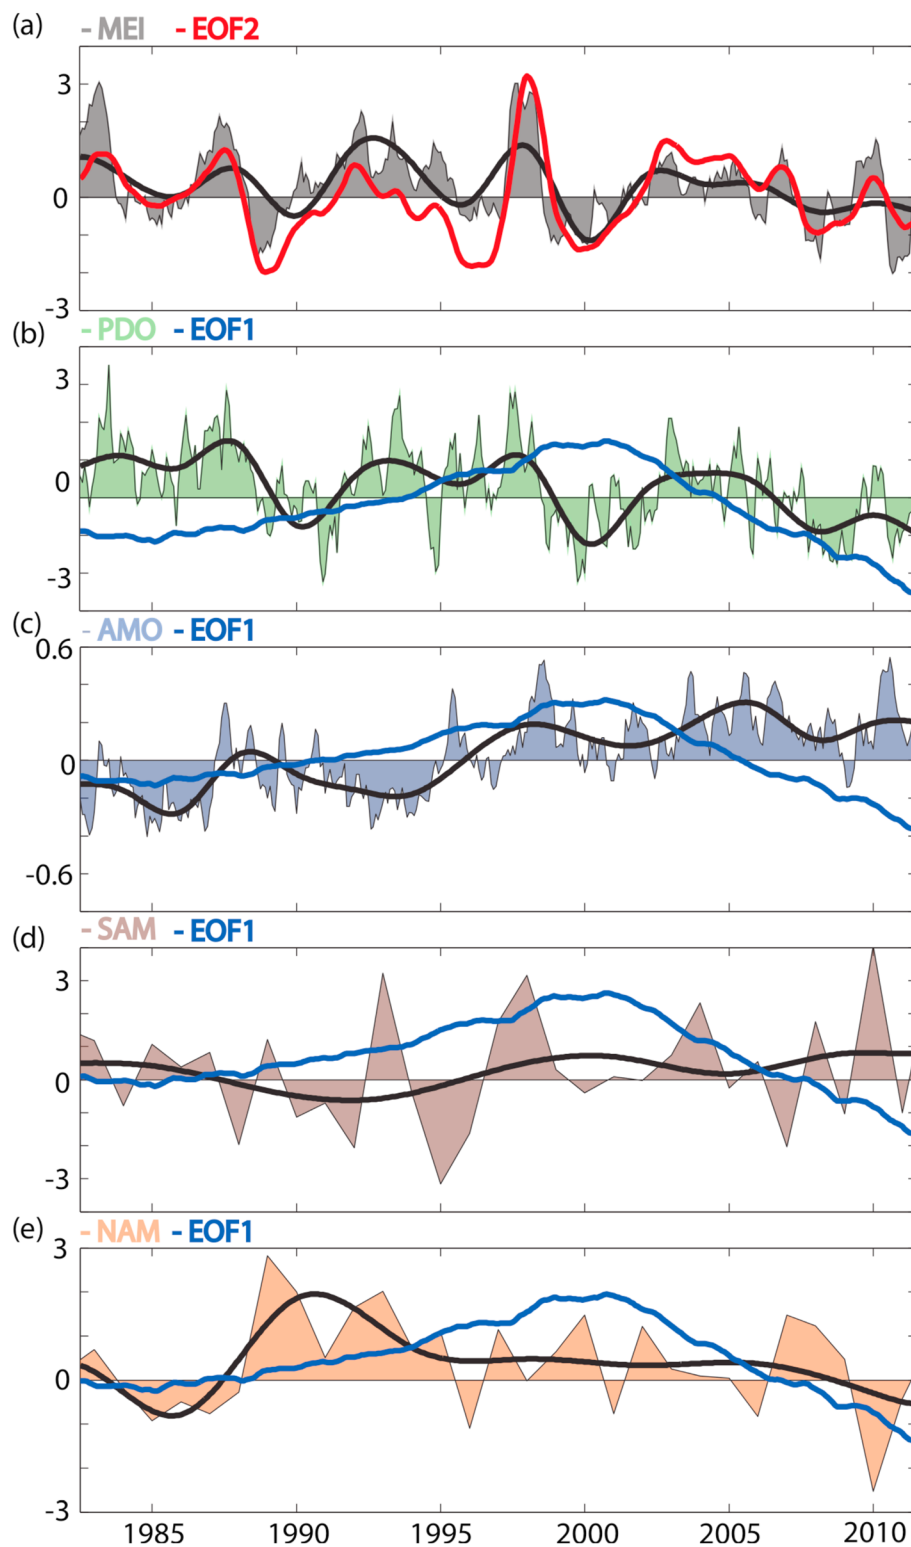 (a) - MEI - EOF2
3
0
-3
(b) - PDO - EOF1
3
0
-3
(c) - AMO - EOF1
0.6
0
-0.6
(d) - SAM - EOF1
3
0
-3
(e) - NAM - EOF1
3
0
-3
1985 1990 1995 2000 2005 2010